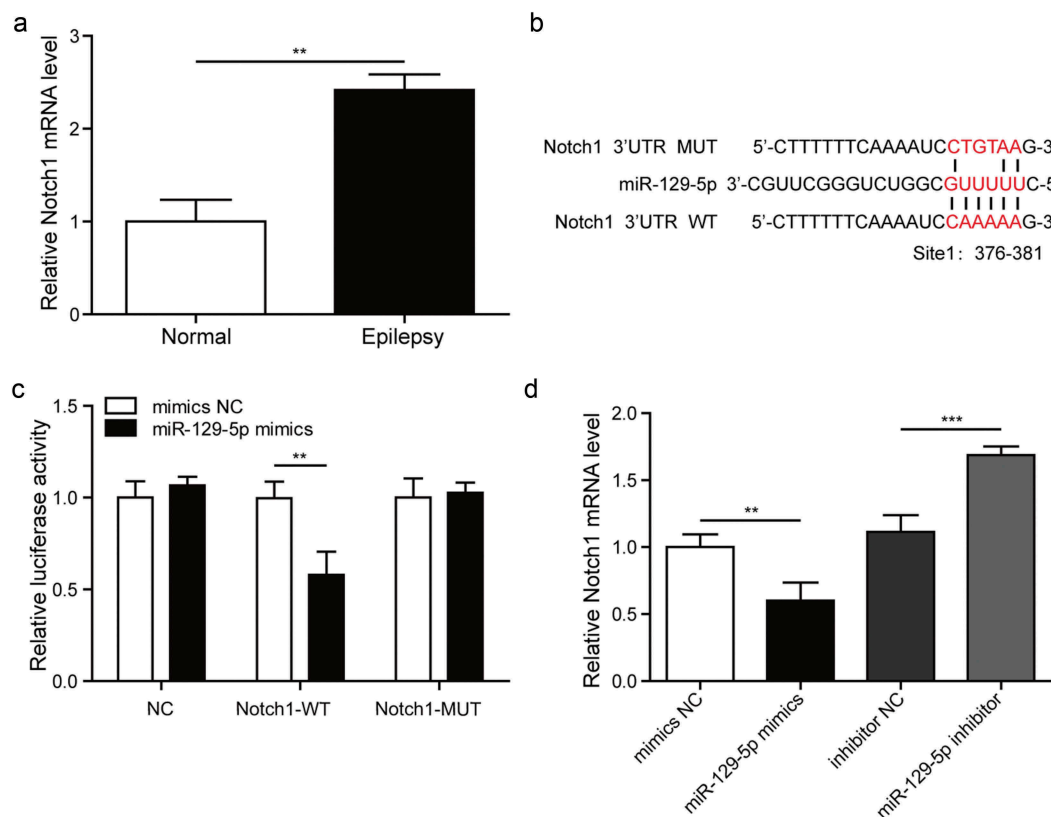 a
Relative Notch1 mRNA level
3
2
1
0
**
Normal
Epilepsy
b
Notch1 3'UTR MUT 5'-CTTTTTTCAAAAUCCTGTAAG-3
miR-129-5p 3'-CGUUCGGGUCUGGCGUUUUUC-5
Notch1 3'UTR WT 5'-CTTTTTTCAAAAUCCAAAAAG-3
Site1: 376-381
c
Relative luciferase activity
mimics NC
miR-129-5p mimics
1.5
1.0
0.5
0.0
**
NC
Notch1-WT
Notch1-MUT
d
Relative Notch1 mRNA level
2.0
1.5
1.0
0.5
0.0
**
***
mimics NC
miR-129-5p mimics
inhibitor NC
miR-129-5p inhibitor